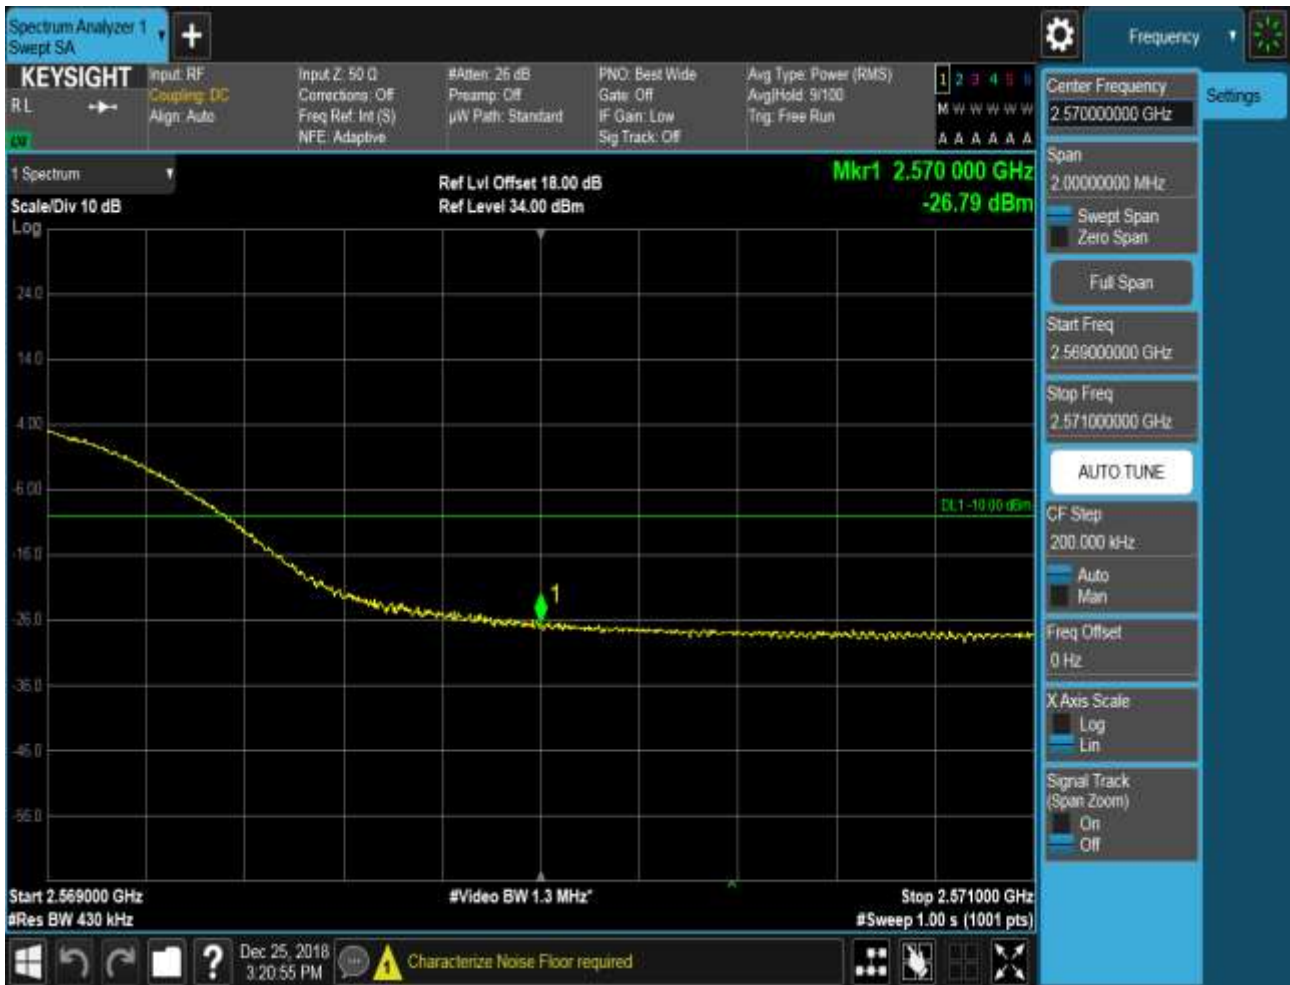 Spectrum Analyzer 1
Swept SA
+
Frequency
KEYSIGHT
RL
Input: RF
Coupling: DC
Align: Auto
Input Z: 50 Ω
Corrections: Off
Freq Ref: Int (S)
NFE: Adaptive
#Atten: 26 dB
Preamp: Off
µW Path: Standard
PNO: Best Wide
Gate: Off
IF Gain: Low
Sig Track: Off
Avg Type: Power (RMS)
Avg|Hold: 9/100
Trig: Free Run
1 2 3 4 5 6
M W W W W W
A A A A A A
Center Frequency
2.570000000 GHz
Settings
Span
2.00000000 MHz
Swept Span
Zero Span
Full Span
Start Freq
2.569000000 GHz
Stop Freq
2.571000000 GHz
AUTO TUNE
CF Step
200.000 kHz
Auto
Man
Freq Offset
0 Hz
X Axis Scale
Log
Lin
Signal Track
(Span Zoom)
On
Off
1 Spectrum
Scale/Div 10 dB
Log
Ref Lvl Offset 18.00 dB
Ref Level 34.00 dBm
Mkr1 2.570 000 GHz
-26.79 dBm
24.0
14.0
4.00
-6.00
DL1 -10.00 dBm
-16.0
1
-26.0
-36.0
-46.0
-56.0
Start 2.569000 GHz
#Res BW 430 kHz
#Video BW 1.3 MHz*
Stop 2.571000 GHz
#Sweep 1.00 s (1001 pts)
?
Dec 25, 2018
3:20:55 PM
1
Characterize Noise Floor required